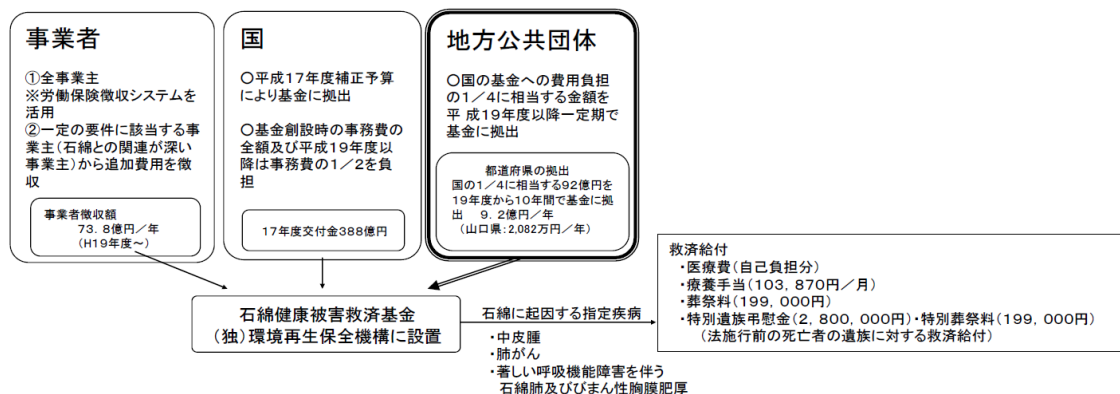 事業者
①全事業主
※労働保険徴収システムを
活用
②一定の要件に該当する事
業主(石綿との関連が深い
事業主)から追加費用を徴
収
事業者徴収額
73.8億円/年
(H19年度~)
国
○平成17年度補正予算
により基金に拠出
○基金創設時の事務費の
全額及び平成19年度以
降は事務費の1/2を負
担
17年度交付金388億円
地方公共団体
○国の基金への費用負担
の1/4に相当する金額を
平 成19年度以降一定期で
基金に拠出
都道府県の拠出
国の1/4に相当する92億円を
19年度から10年間で基金に拠
出 9.2億円/年
(山口県:2,082万円/年)
石綿健康被害救済基金
(独)環境再生保全機構に設置
石綿に起因する指定疾病
・中皮腫
・肺がん
・著しい呼吸機能障害を伴う
石綿肺及びびまん性胸膜肥厚
救済給付
・医療費(自己負担分)
・療養手当(103,870円/月)
・葬祭料(199,000円)
・特別遺族弔慰金(2,800,000円)・特別葬祭料(199,000円)
(法施行前の死亡者の遺族に対する救済給付)